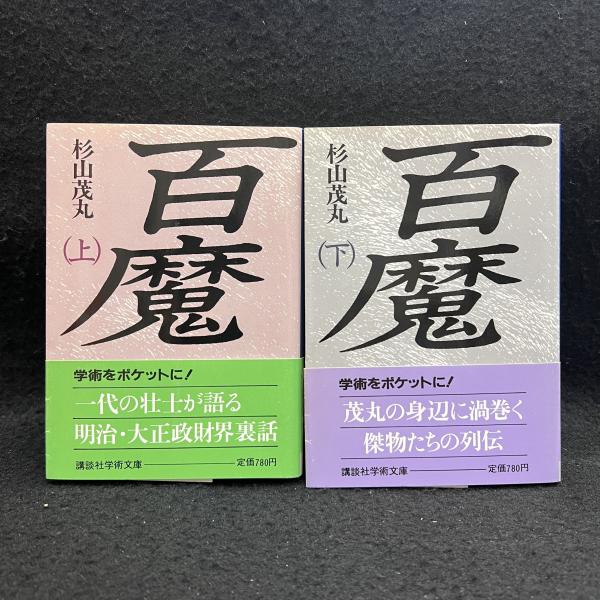 杉山茂丸
百魔
(上)
学術をポケットに!
一代の壮士が語る
明治・大正政財界裏話
講談社学術文庫
定価780円
杉山茂丸
百魔
(下)
学術をポケットに!
茂丸の身辺に渦巻く
傑物たちの列伝
講談社学術文庫
定価780円